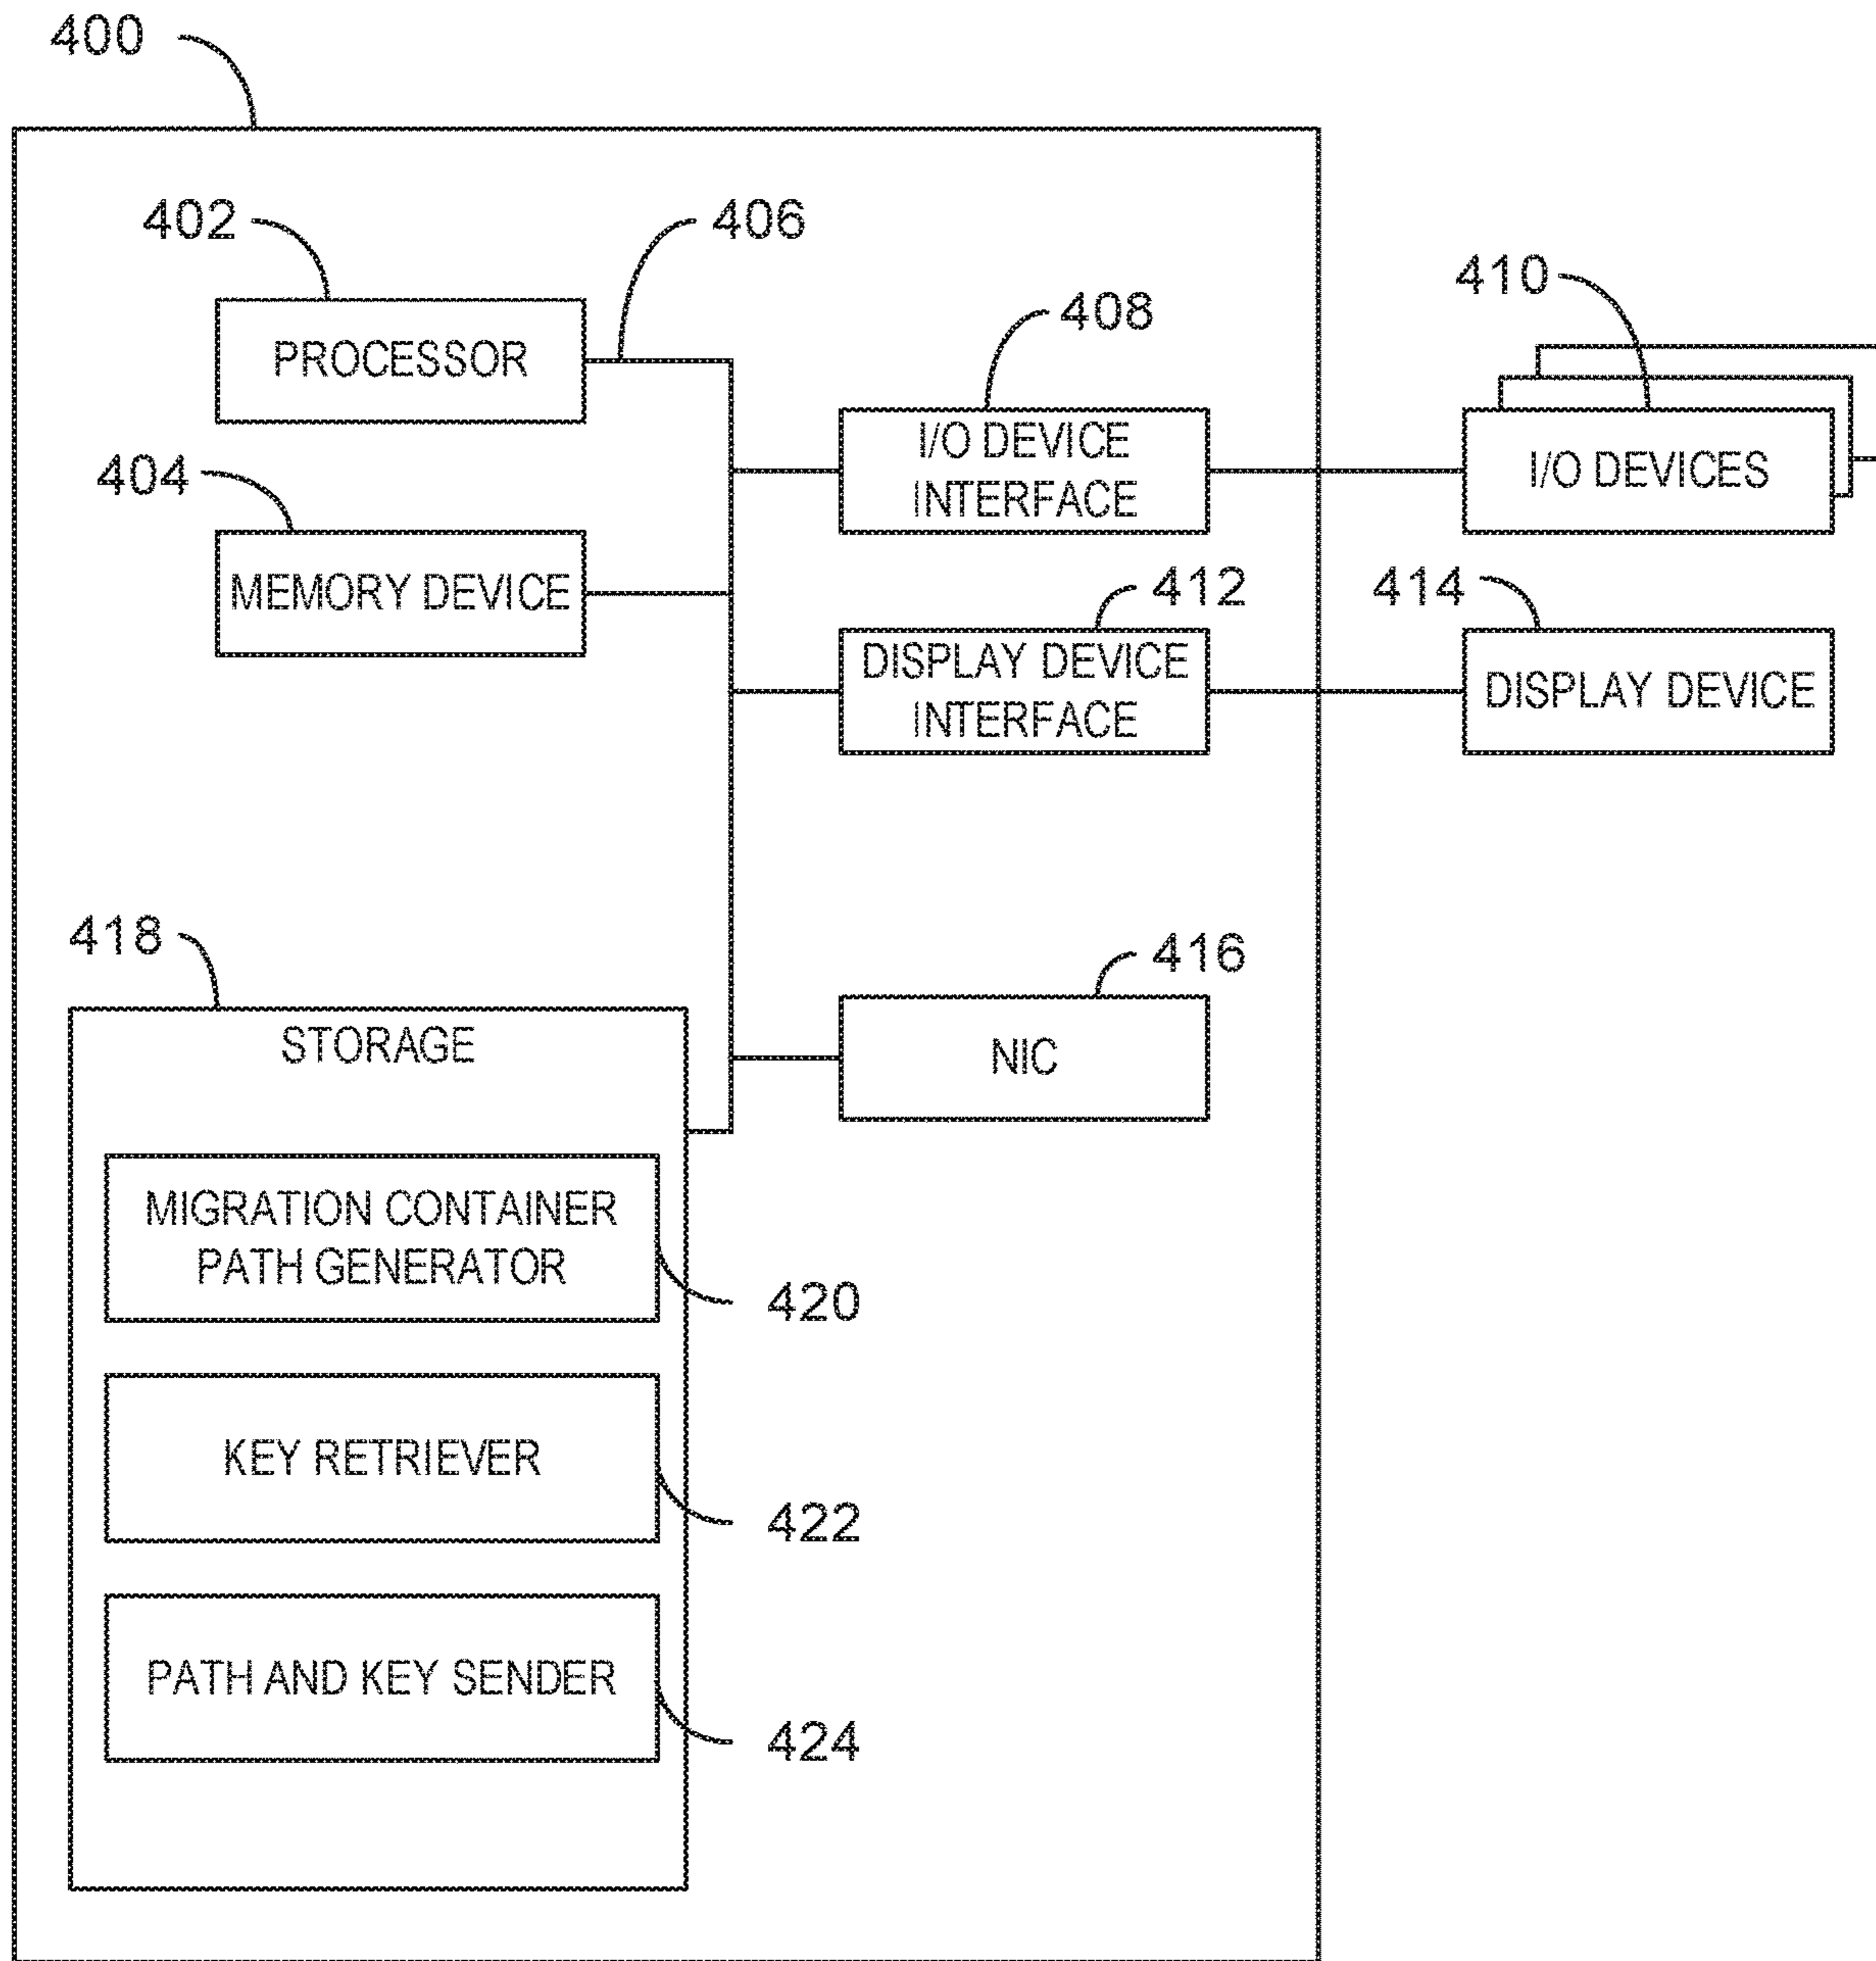 400
402
406
410
408
PROCESSOR
I/O DEVICE
INTERFACE
I/O DEVICES
404
MEMORY DEVICE
412
414
DISPLAY DEVICE
INTERFACE
DISPLAY DEVICE
418
416
STORAGE
NIC
MIGRATION CONTAINER
PATH GENERATOR
420
KEY RETRIEVER
422
PATH AND KEY SENDER
424